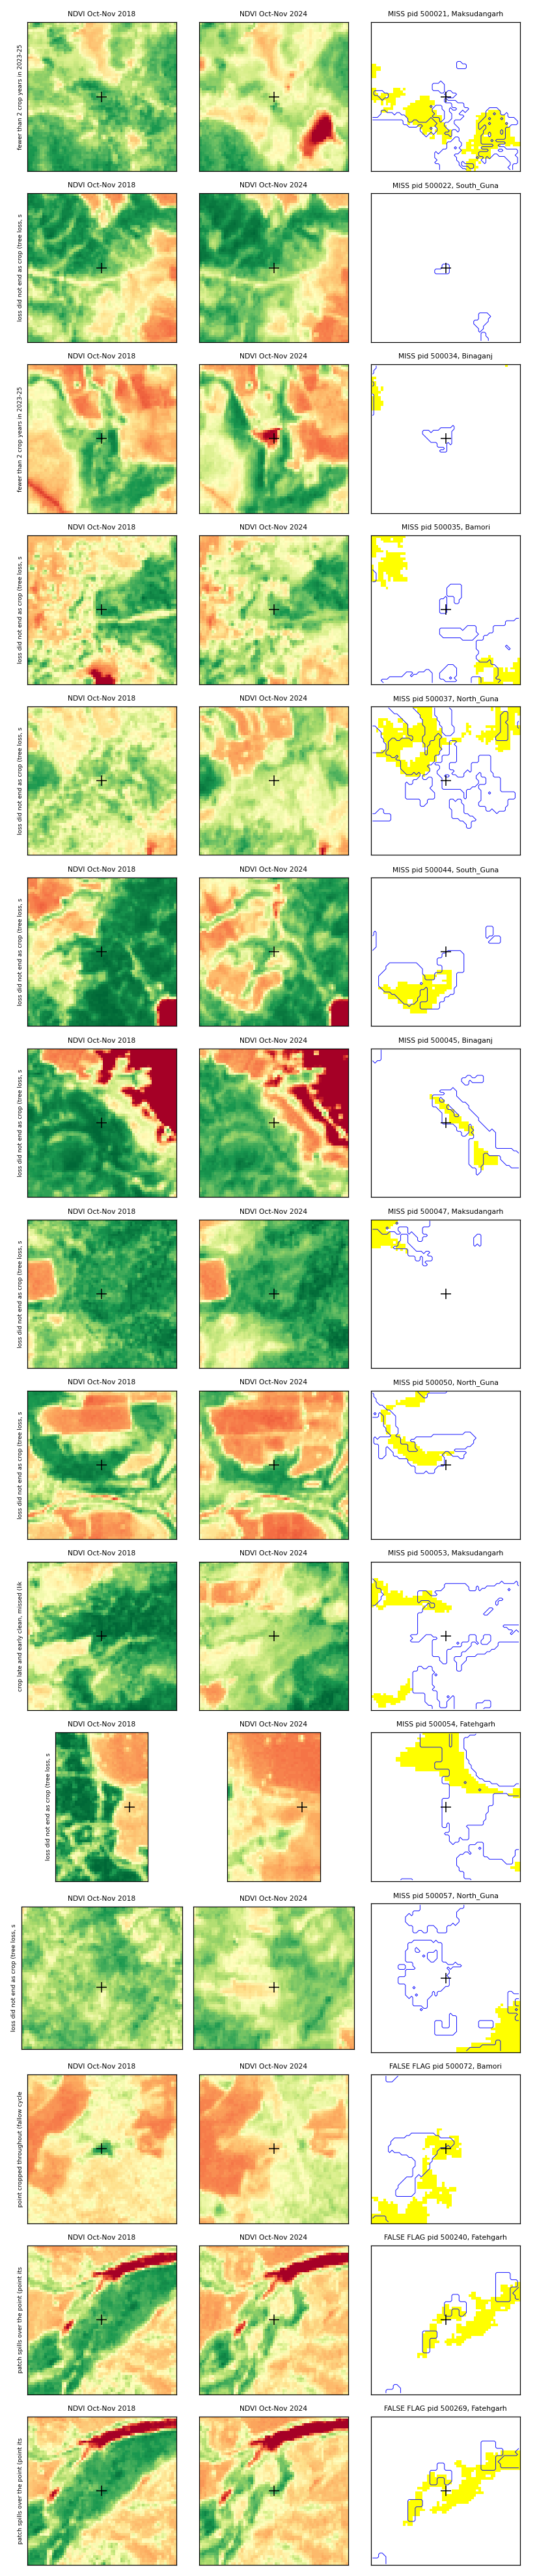 NDVI Oct-Nov 2018
NDVI Oct-Nov 2024
MISS pid 500021, Maksudangarh
fewer than 2 crop years in 2023-25
NDVI Oct-Nov 2018
NDVI Oct-Nov 2024
MISS pid 500022, South_Guna
loss did not end as crop (tree loss, s
NDVI Oct-Nov 2018
NDVI Oct-Nov 2024
MISS pid 500034, Binaganj
fewer than 2 crop years in 2023-25
NDVI Oct-Nov 2018
NDVI Oct-Nov 2024
MISS pid 500035, Bamori
loss did not end as crop (tree loss, s
NDVI Oct-Nov 2018
NDVI Oct-Nov 2024
MISS pid 500037, North_Guna
loss did not end as crop (tree loss, s
NDVI Oct-Nov 2018
NDVI Oct-Nov 2024
MISS pid 500044, South_Guna
loss did not end as crop (tree loss, s
NDVI Oct-Nov 2018
NDVI Oct-Nov 2024
MISS pid 500045, Binaganj
loss did not end as crop (tree loss, s
NDVI Oct-Nov 2018
NDVI Oct-Nov 2024
MISS pid 500047, Maksudangarh
loss did not end as crop (tree loss, s
NDVI Oct-Nov 2018
NDVI Oct-Nov 2024
MISS pid 500050, North_Guna
loss did not end as crop (tree loss, s
NDVI Oct-Nov 2018
NDVI Oct-Nov 2024
MISS pid 500053, Maksudangarh
crop late and early clean, missed (lik
NDVI Oct-Nov 2018
NDVI Oct-Nov 2024
MISS pid 500054, Fatehgarh
loss did not end as crop (tree loss, s
NDVI Oct-Nov 2018
NDVI Oct-Nov 2024
MISS pid 500057, North_Guna
loss did not end as crop (tree loss, s
NDVI Oct-Nov 2018
NDVI Oct-Nov 2024
FALSE FLAG pid 500072, Bamori
point cropped throughout (fallow cycle
NDVI Oct-Nov 2018
NDVI Oct-Nov 2024
FALSE FLAG pid 500240, Fatehgarh
patch spills over the point (point its
NDVI Oct-Nov 2018
NDVI Oct-Nov 2024
FALSE FLAG pid 500269, Fatehgarh
patch spills over the point (point its